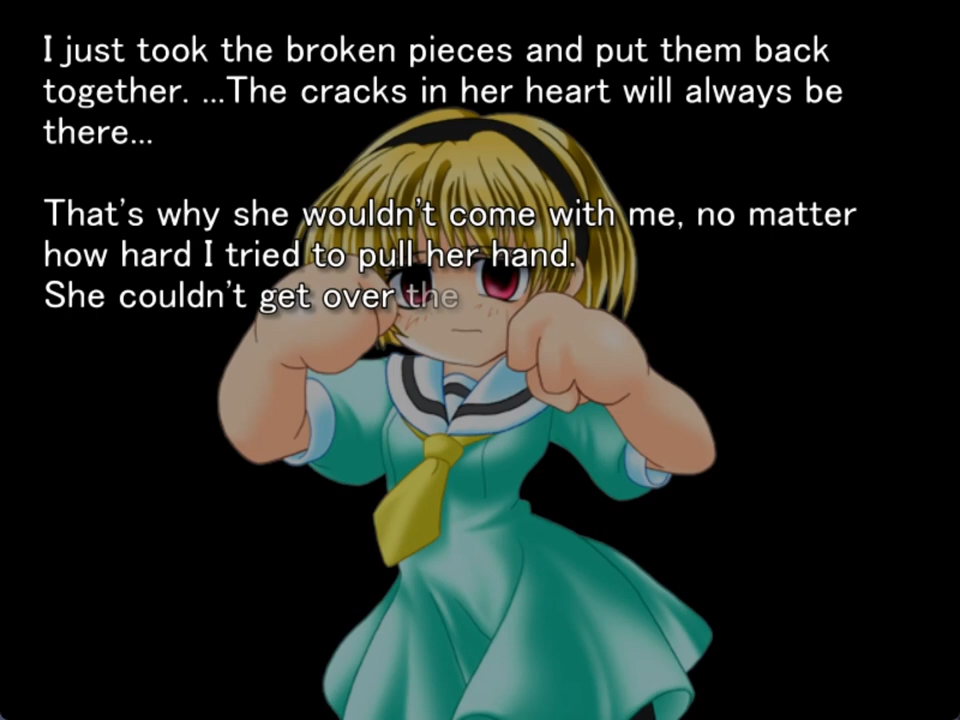 I just took the broken pieces and put them back
together. ...The cracks in her heart will always be
there...
That's why she wouldn't come with me, no matter
how hard I tried to pull her hand.
She couldn't get over the